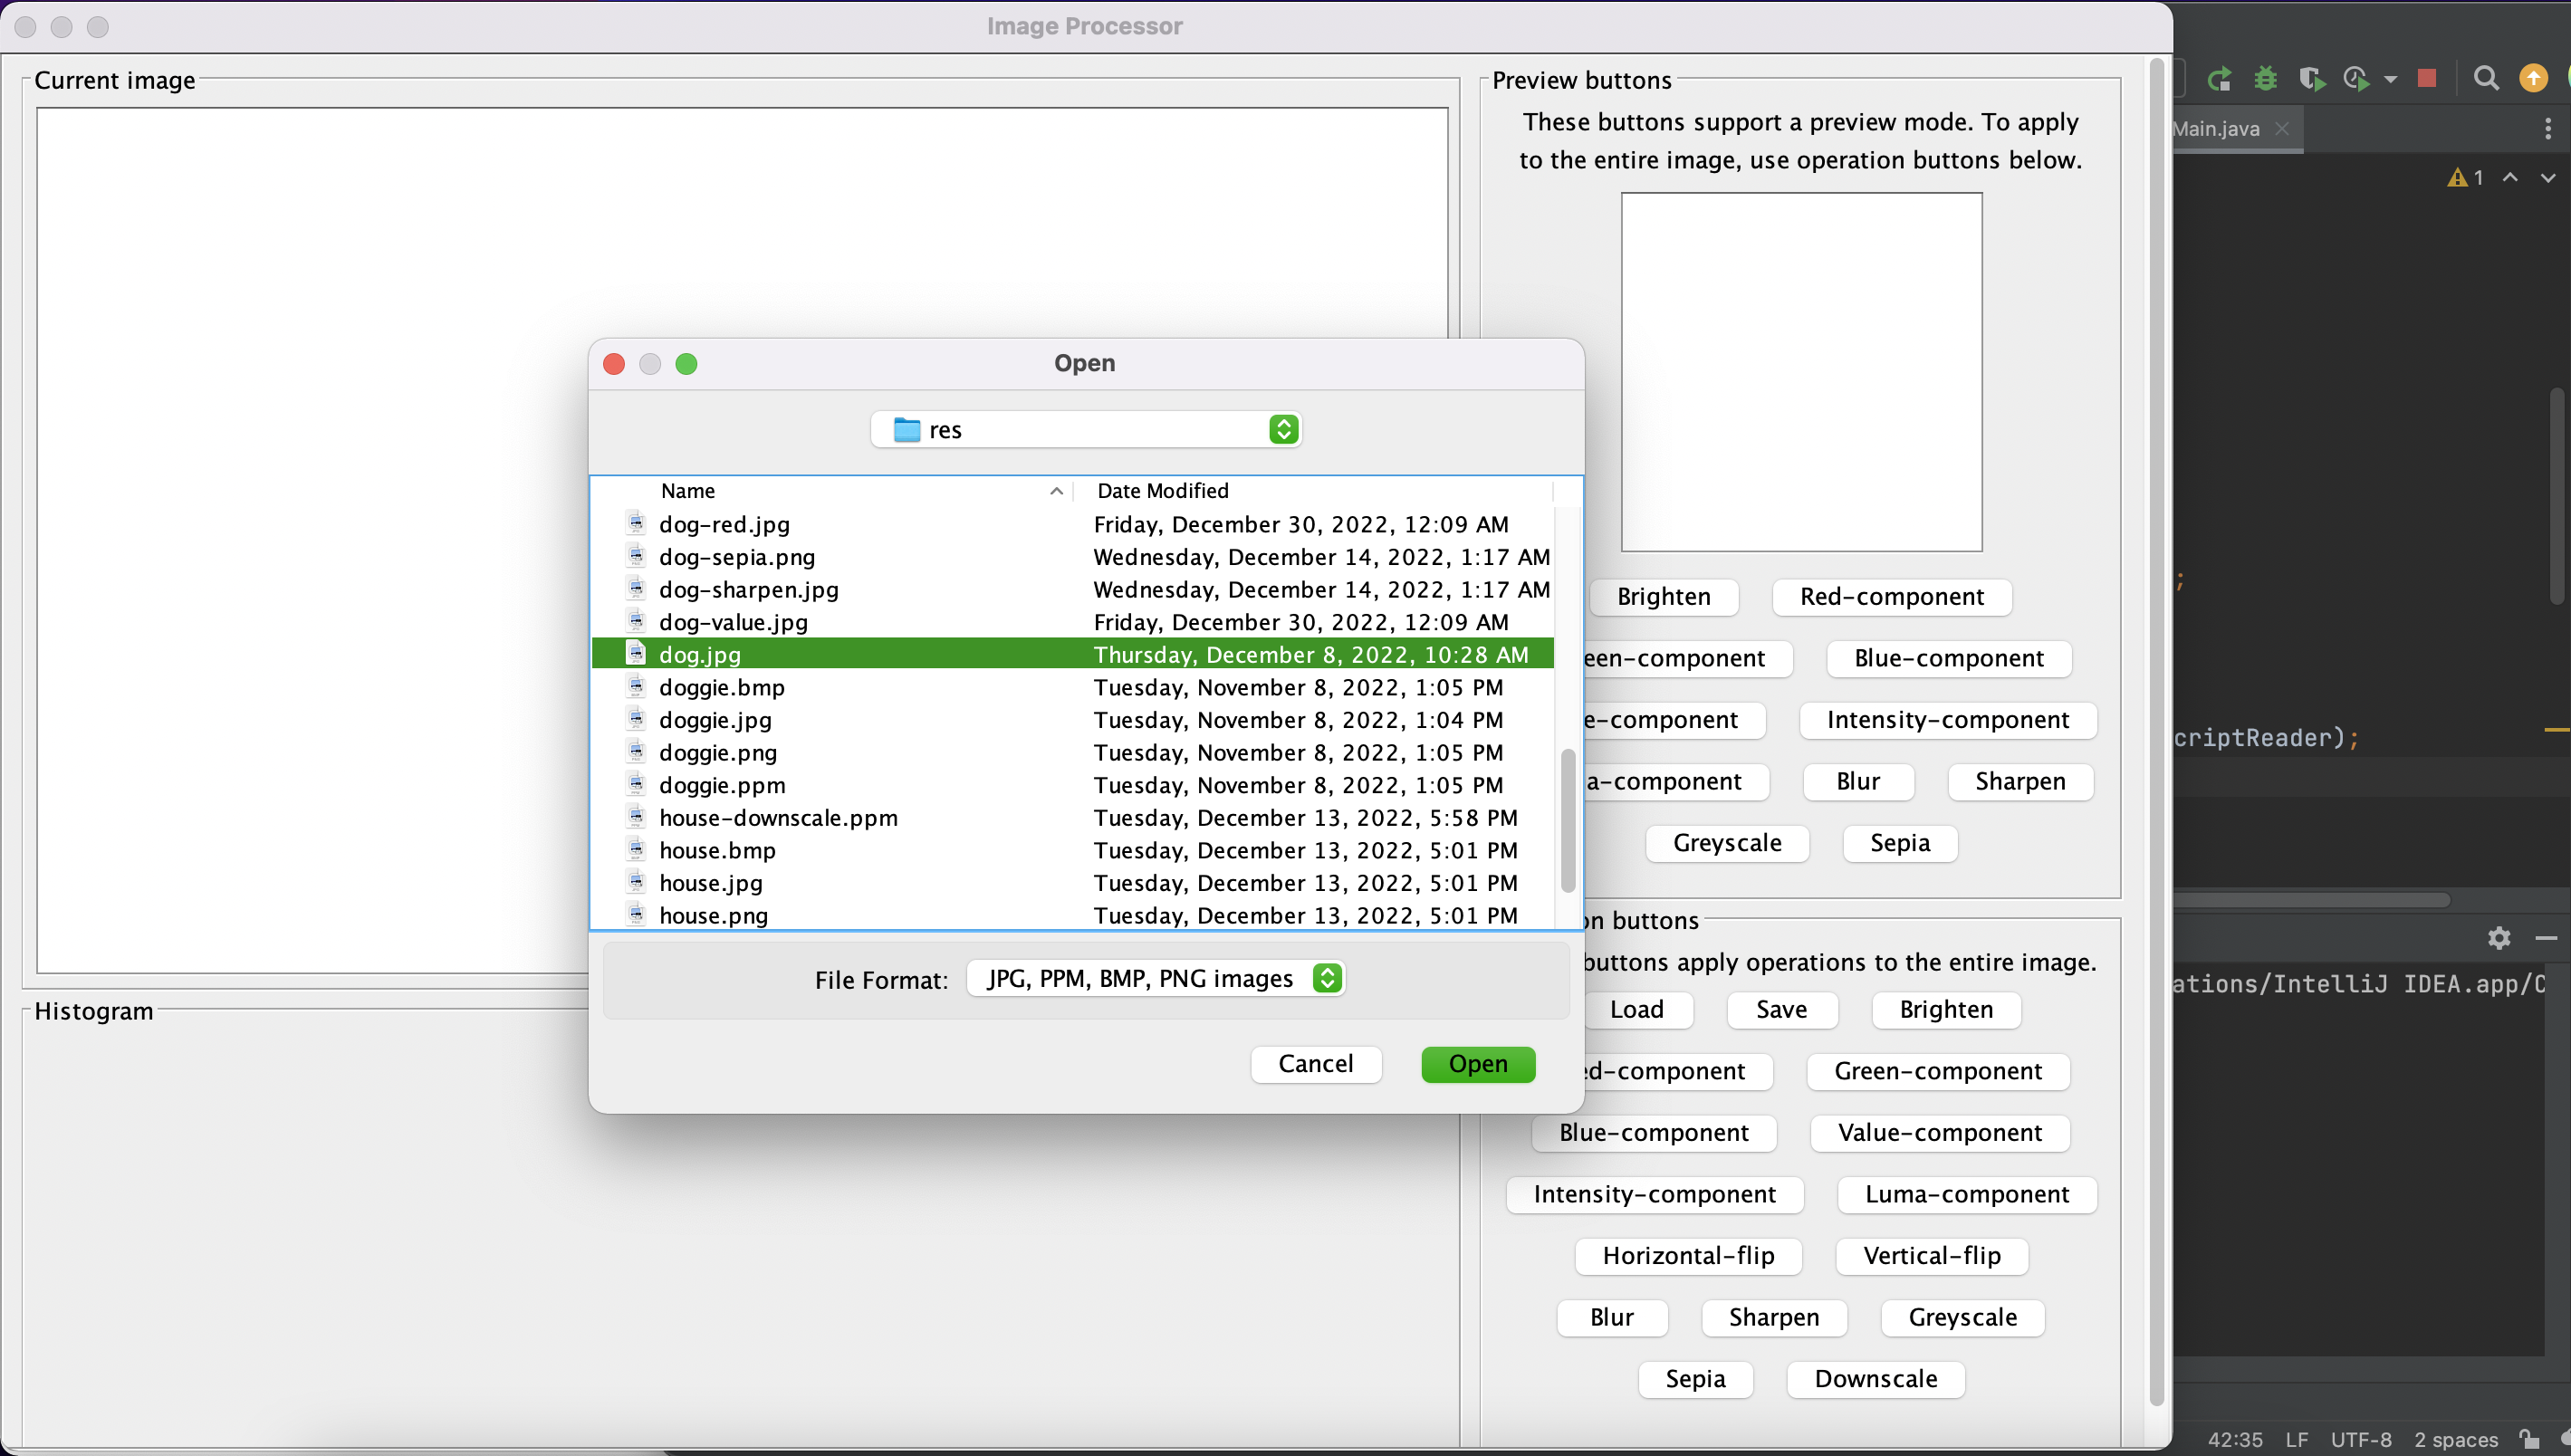 Image Processor
Current image
Histogram
Open
res
Name Date Modified
dog-red.jpg Friday, December 30, 2022, 12:09 AM
dog-sepia.png Wednesday, December 14, 2022, 1:17 AM
dog-sharpen.jpg Wednesday, December 14, 2022, 1:17 AM
dog-value.jpg Friday, December 30, 2022, 12:09 AM
dog.jpg Thursday, December 8, 2022, 10:28 AM
doggie.bmp Tuesday, November 8, 2022, 1:05 PM
doggie.jpg Tuesday, November 8, 2022, 1:04 PM
doggie.png Tuesday, November 8, 2022, 1:05 PM
doggie.ppm Tuesday, November 8, 2022, 1:05 PM
house-downscale.ppm Tuesday, December 13, 2022, 5:58 PM
house.bmp Tuesday, December 13, 2022, 5:01 PM
house.jpg Tuesday, December 13, 2022, 5:01 PM
house.png Tuesday, December 13, 2022, 5:01 PM
File Format: JPG, PPM, BMP, PNG images
Cancel Open
Preview buttons
These buttons support a preview mode. To apply
to the entire image, use operation buttons below.
Brighten Red-component
een-component Blue-component
e-component Intensity-component
a-component Blur Sharpen
Greyscale Sepia
on buttons
buttons apply operations to the entire image.
Load Save Brighten
ed-component Green-component
Blue-component Value-component
Intensity-component Luma-component
Horizontal-flip Vertical-flip
Blur Sharpen Greyscale
Sepia Downscale
Main.java
1
;
criptReader);
ations/IntelliJ IDEA.app/C
42:35 LF UTF-8 2 spaces